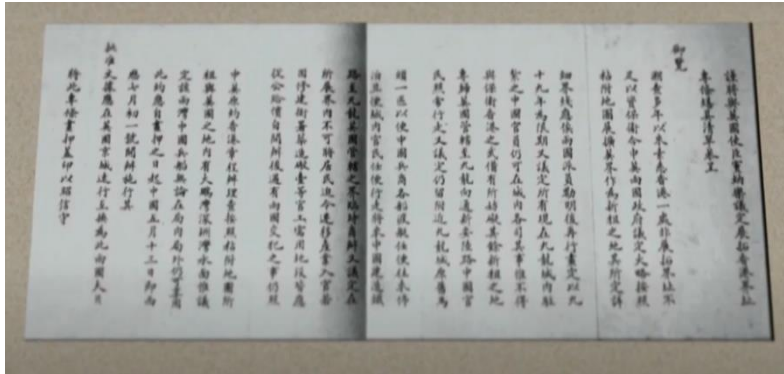 謹將與英國使臣竇納樂議定展拓香港界址
專條繕具清單恭呈
御覽
溯查多年以來素悉香港一處非展拓界址不
足以資保衛今中英兩國政府議定大略按照
粘附地圖展擴英界作為新租之地其所定詳
細界線應俟兩國派員勘明後再行畫定以九
十九年為限期又議定所有現在九龍城內駐
紮之中國官員仍可在城內各司其事惟不得
與保衛香港之武備有所妨礙其餘新租之地
專歸英國管轄至九龍向通新安陸路中國官
民照常行走又議定仍留附近九龍城原舊馬
頭一區以便中國兵商各船渡艇任便往來停
泊且便城內官民任便行走將來中國建造鐵
路至九龍英國管轄之界臨時商辦又議定在
所展界內不可將居民迫令遷移產業入官若
因修建衙署築造礮臺等官工需用地段皆應
從公給價自開辦後遇有兩國交犯之事仍照
中英原約香港章程辦理查按照粘附地圖所
租與英國之地內有大鵬灣深圳灣水面惟議
定該兩灣中國兵船無論在局內局外仍可享用
此約應自畫押之日起中國五月十三日即西
歷七月初一號開辦施行其
批准文據應在英國京城速行互換為此兩國大員
將此專條畫押蓋印以昭信守